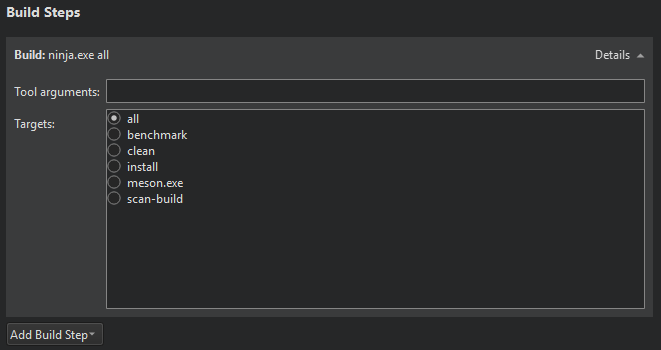 Build Steps
Build: ninja.exe all
Details
Tool arguments:
Targets:
all
benchmark
clean
install
meson.exe
scan-build
Add Build Step